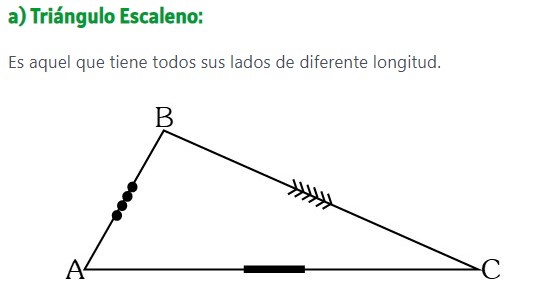 a) Triángulo Escaleno:
Es aquel que tiene todos sus lados de diferente longitud.
B
A
C